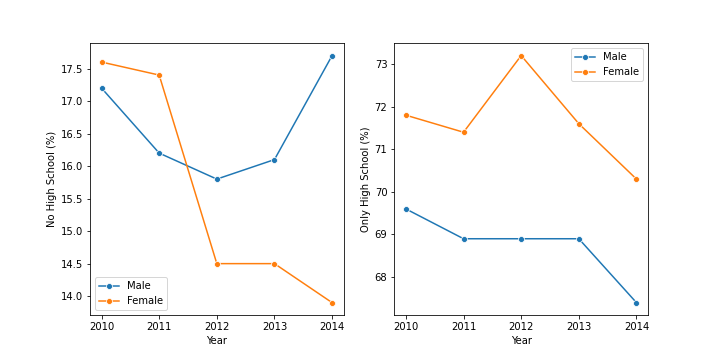 No High School (%)
17.5
17.0
16.5
16.0
15.5
15.0
14.5
14.0
Male
Female
2010 2011 2012 2013 2014
Year
Only High School (%)
73
72
71
70
69
68
Male
Female
2010 2011 2012 2013 2014
Year